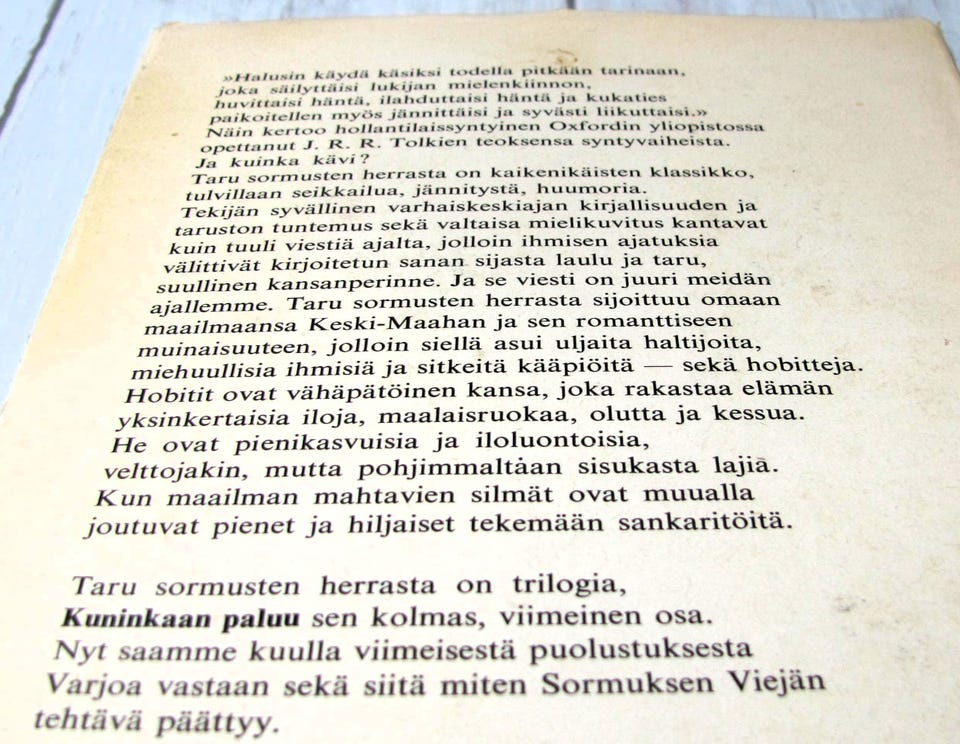 »Halusin käydä käsiksi todella pitkään tarinaan,
joka säilyttäisi lukijan mielenkiinnon,
huvittaisi häntä, ilahduttaisi häntä ja kukaties
paikoitellen myös jännittäisi ja syvästi liikuttaisi.»
Näin kertoo hollantilaissyntyinen Oxfordin yliopistossa
opettanut J. R. R. Tolkien teoksensa syntyvaiheista.
Ja kuinka kävi?
Taru sormusten herrasta on kaikenikäisten klassikko,
tulvillaan seikkailua, jännitystä, huumoria.
Tekijän syvällinen varhaiskeskiajan kirjallisuuden ja
taruston tuntemus sekä valtaisa mielikuvitus kantavat
kuin tuuli viestiä ajalta, jolloin ihmisen ajatuksia
välittivät kirjoitetun sanan sijasta laulu ja taru,
suullinen kansanperinne. Ja se viesti on juuri meidän
ajallemme. Taru sormusten herrasta sijoittuu omaan
maailmaansa Keski-Maahan ja sen romanttiseen
muinaisuuteen, jolloin siellä asui uljaita haltijoita,
miehuullisia ihmisiä ja sitkeitä kääpiöitä — sekä hobitteja.
Hobitit ovat vähäpätöinen kansa, joka rakastaa elämän
yksinkertaisia iloja, maalaisruokaa, olutta ja kessua.
He ovat pienikasvuisia ja iloluontoisia,
velttojakin, mutta pohjimmaltaan sisukasta lajia.
Kun maailman mahtavien silmät ovat muualla
joutuvat pienet ja hiljaiset tekemään sankaritöitä.
Taru sormusten herrasta on trilogia,
Kuninkaan paluu sen kolmas, viimeinen osa.
Nyt saamme kuulla viimeisestä puolustuksesta
Varjoa vastaan sekä siitä miten Sormuksen Viejän
tehtävä päättyy.